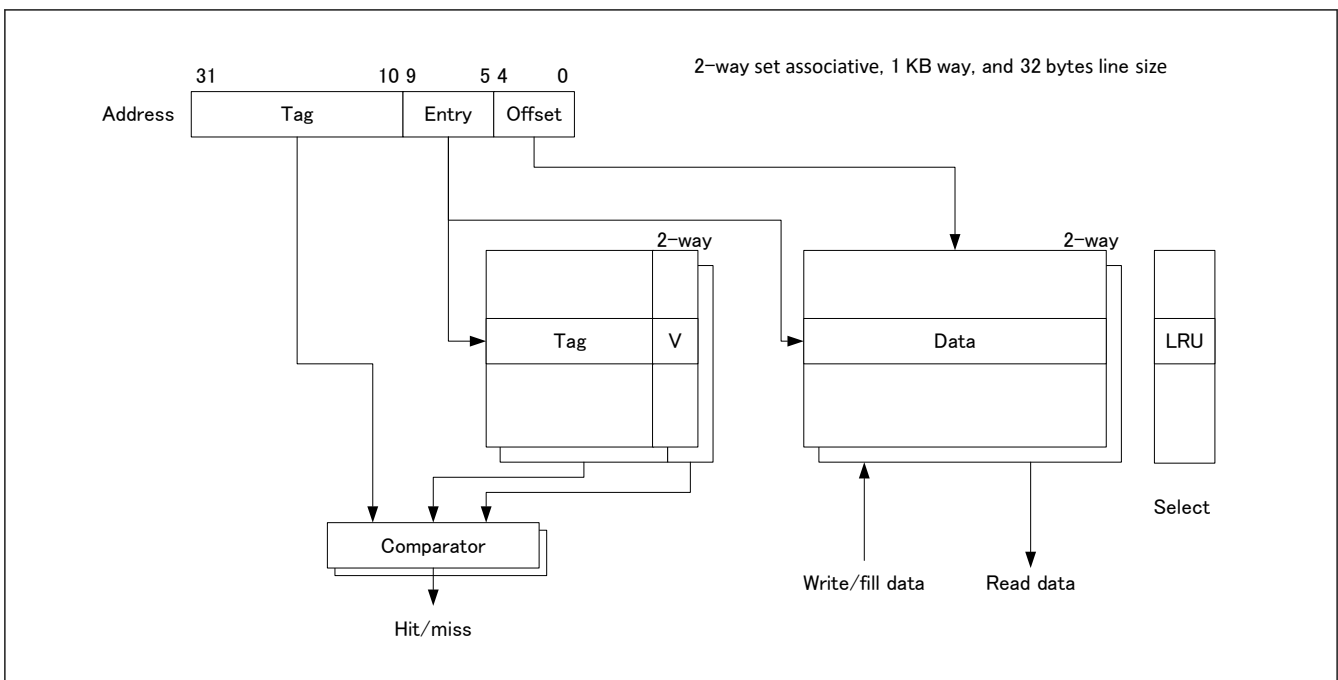 2-way set associative, 1 KB way, and 32 bytes line size
31 10 9 5 4 0
Address Tag Entry Offset
2-way 2-way
Tag V Data LRU
Select
Comparator
Write/fill data Read data
Hit/miss